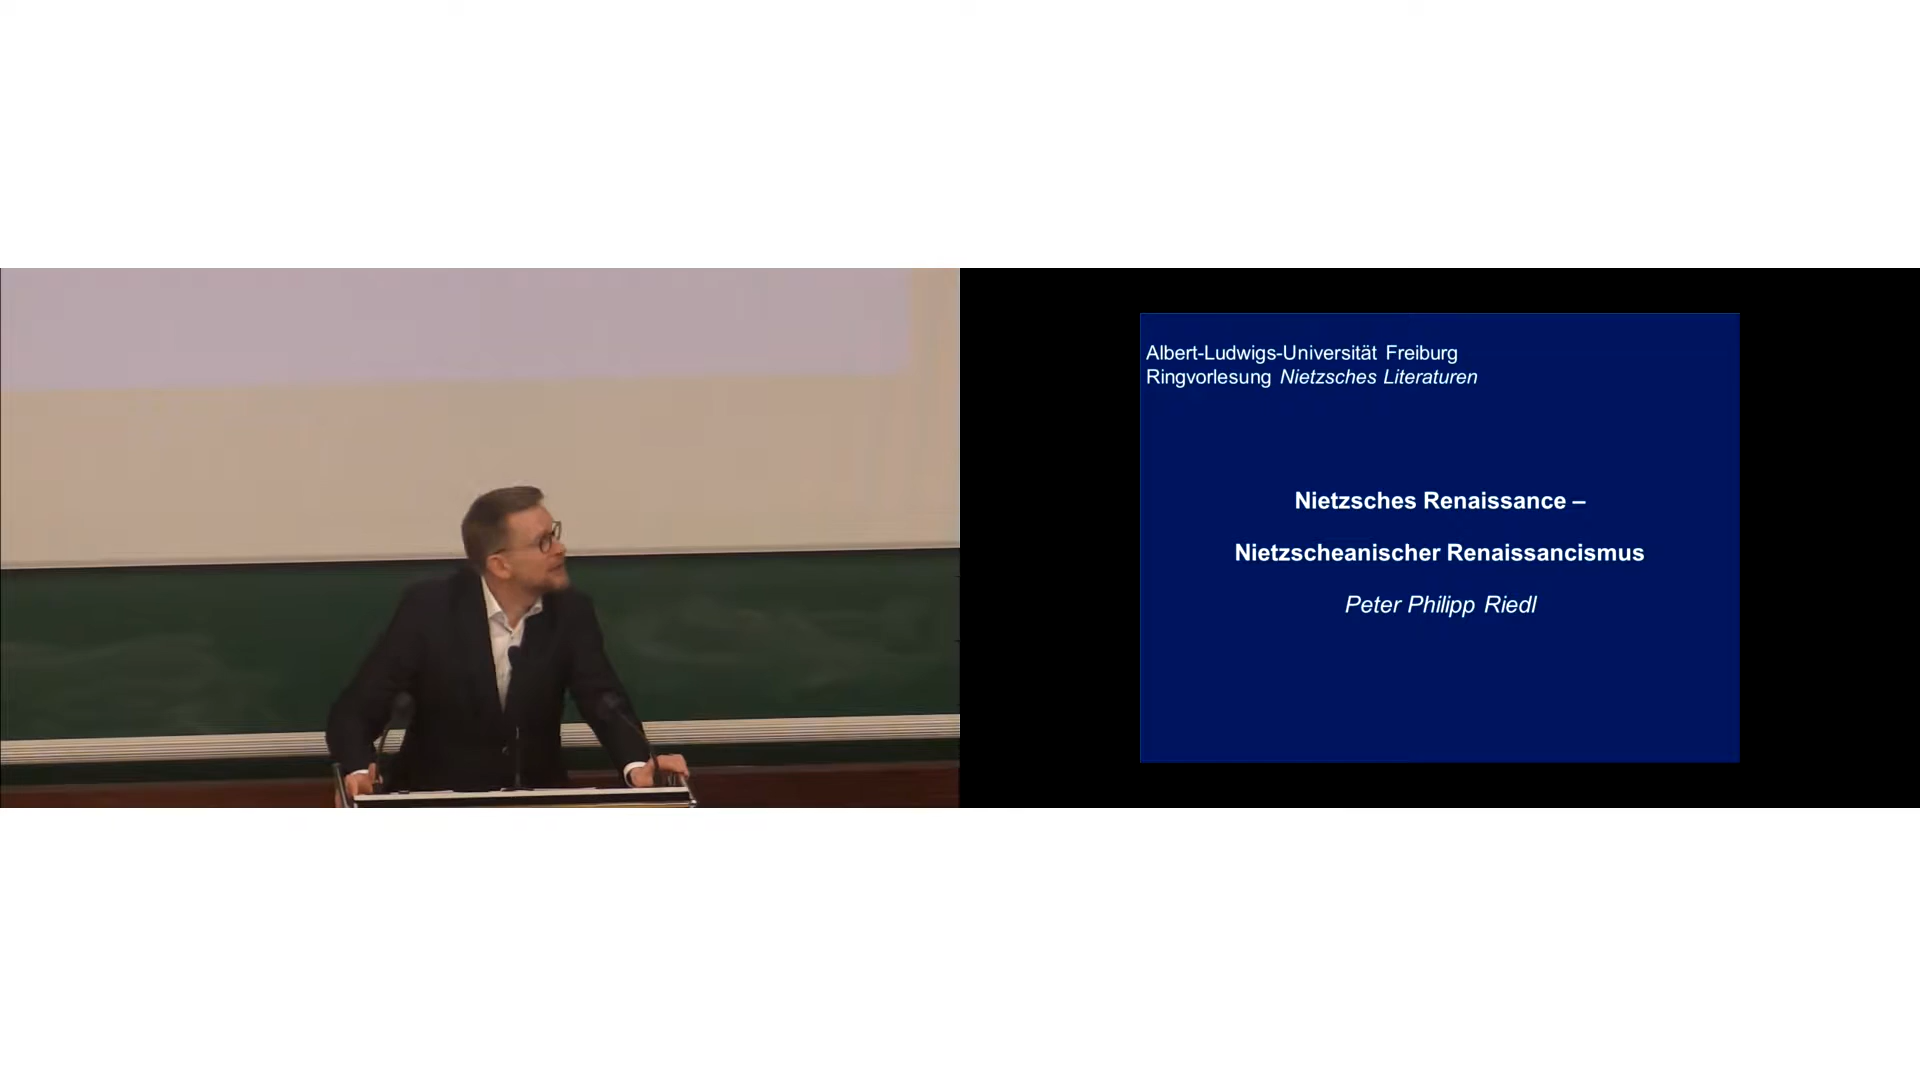 Albert-Ludwigs-Universität Freiburg
Ringvorlesung Nietzsches Literaturen
Nietzsches Renaissance –
Nietzscheanischer Renaissancismus
Peter Philipp Riedl